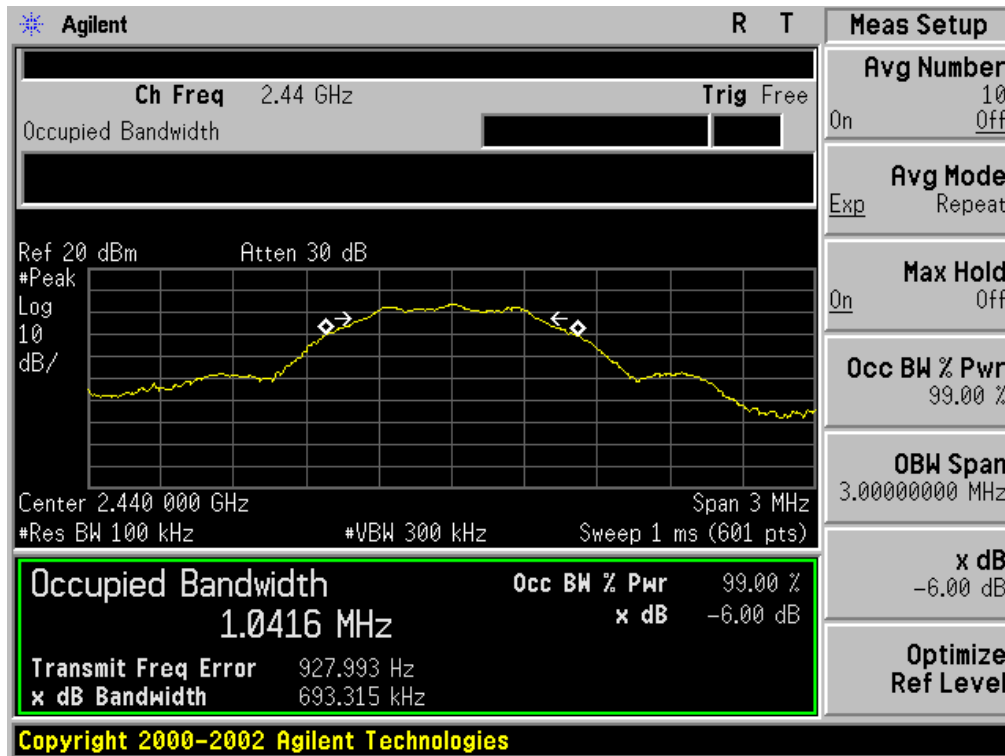 Agilent R T
Ch Freq 2.44 GHz Trig Free
Occupied Bandwidth
Ref 20 dBm Atten 30 dB
#Peak
Log
10
dB/
Center 2.440 000 GHz Span 3 MHz
#Res BW 100 kHz #VBW 300 kHz Sweep 1 ms (601 pts)
Occupied Bandwidth Occ BW % Pwr 99.00 %
1.0416 MHz x dB -6.00 dB
Transmit Freq Error 927.993 Hz
x dB Bandwidth 693.315 kHz
Copyright 2000-2002 Agilent Technologies
Meas Setup
Avg Number
10
On Off
Avg Mode
Exp Repeat
Max Hold
On Off
Occ BW % Pwr
99.00 %
OBW Span
3.00000000 MHz
x dB
-6.00 dB
Optimize
Ref Level